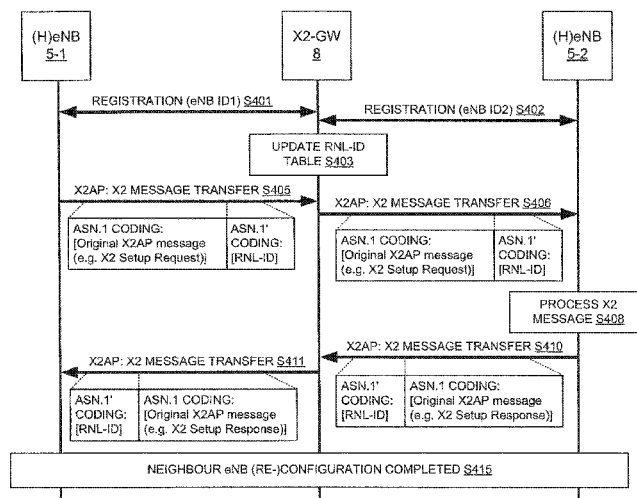 (H)eNB
5-1
X2-GW
8
(H)eNB
5-2
REGISTRATION (eNB ID1) S401
REGISTRATION (eNB ID2) S402
UPDATE RNL-ID
TABLE S403
X2AP: X2 MESSAGE TRANSFER S405
ASN.1 CODING:
[Original X2AP message
(e.g. X2 Setup Request)]
ASN.1'
CODING:
[RNL-ID]
X2AP: X2 MESSAGE TRANSFER S406
ASN.1 CODING:
[Original X2AP message
(e.g. X2 Setup Request)]
ASN.1'
CODING:
[RNL-ID]
PROCESS X2
MESSAGE S408
X2AP: X2 MESSAGE TRANSFER S410
ASN.1'
CODING:
[RNL-ID]
ASN.1 CODING:
[Original X2AP message
(e.g. X2 Setup Response)]
X2AP: X2 MESSAGE TRANSFER S411
ASN.1'
CODING:
[RNL-ID]
ASN.1 CODING:
[Original X2AP message
(e.g. X2 Setup Response)]
NEIGHBOUR eNB (RE-)CONFIGURATION COMPLETED S415